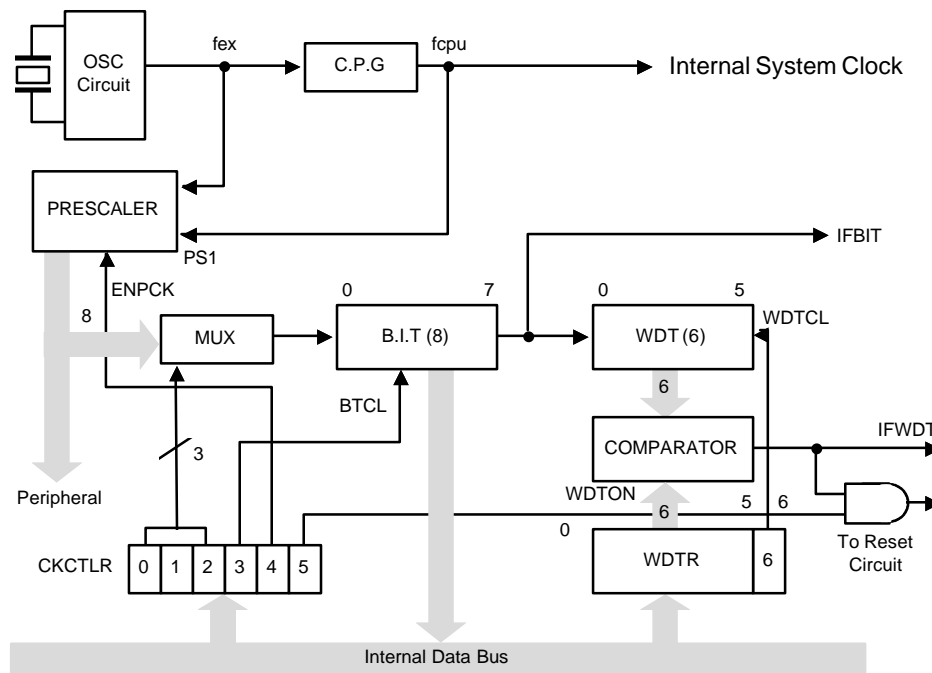 OSC
Circuit
fex
C.P.G
fcpu
Internal System Clock
PRESCALER
PS1
IFBIT
ENPCK
8
0
7
0
5
WDTCL
MUX
B.I.T (8)
WDT (6)
6
BTCL
3
COMPARATOR
IFWDT
Peripheral
WDTON
6
5
6
0
To Reset
Circuit
CKCTLR
0
1
2
3
4
5
WDTR
6
Internal Data Bus